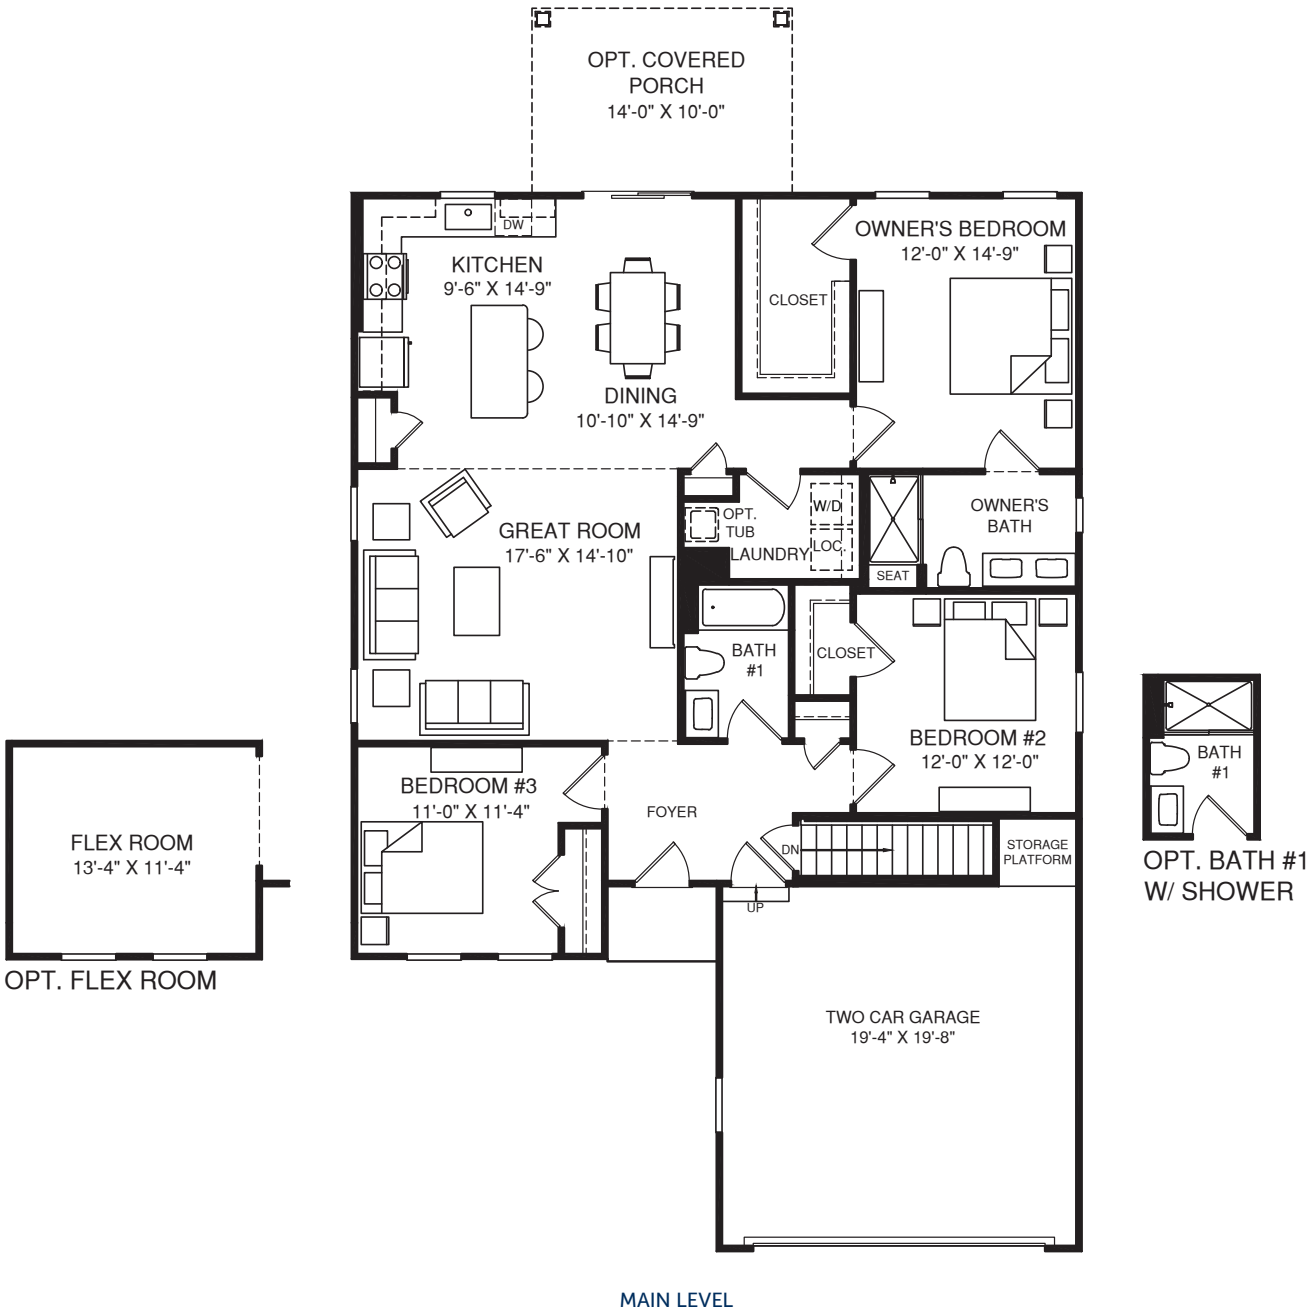 OPT. COVERED
PORCH
14'-0" X 10'-0"
DW
KITCHEN
9'-6" X 14'-9"
DINING
10'-10" X 14'-9"
CLOSET
OWNER'S BEDROOM
12'-0" X 14'-9"
GREAT ROOM
17'-6" X 14'-10"
OPT.
TUB
W/D
LOC.
LAUNDRY
OWNER'S
BATH
SEAT
BATH
#1
CLOSET
BEDROOM #2
12'-0" X 12'-0"
BEDROOM #3
11'-0" X 11'-4"
FOYER
DN
STORAGE
PLATFORM
UP
TWO CAR GARAGE
19'-4" X 19'-8"
FLEX ROOM
13'-4" X 11'-4"
OPT. FLEX ROOM
BATH
#1
OPT. BATH #1
W/ SHOWER
MAIN LEVEL